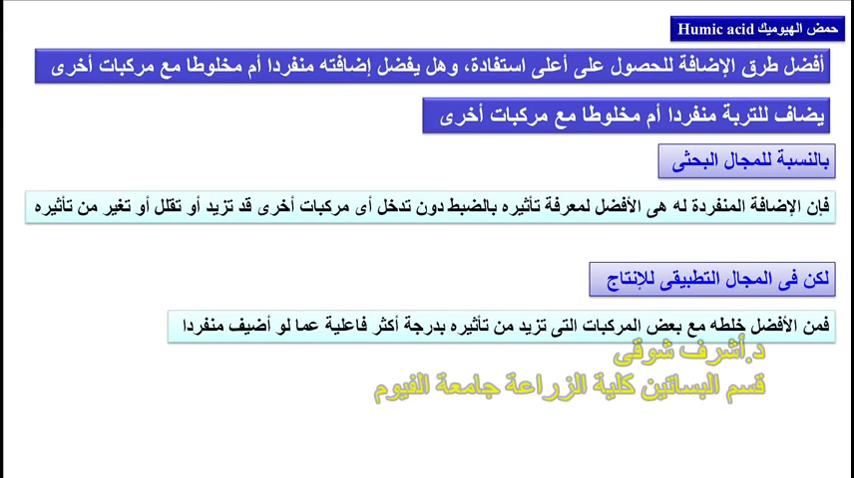 حمض الهيوميك Humic acid
أفضل طرق الإضافة للحصول على أعلى استفادة، وهل يفضل إضافته منفردا أم مخلوطا مع مركبات أخرى
يضاف للتربة منفردا أم مخلوطا مع مركبات أخرى
بالنسبة للمجال البحثى
فإن الإضافة المنفردة له هى الأفضل لمعرفة تأثيره بالضبط دون تدخل أى مركبات أخرى قد تزيد أو تقلل أو تغير من تأثيره
لكن فى المجال التطبيقى للإنتاج
فمن الأفضل خلطه مع بعض المركبات التى تزيد من تأثيره بدرجة أكثر فاعلية عما لو أضيف منفردا
د.أشرف شوقى
قسم البساتين كلية الزراعة جامعة الفيوم